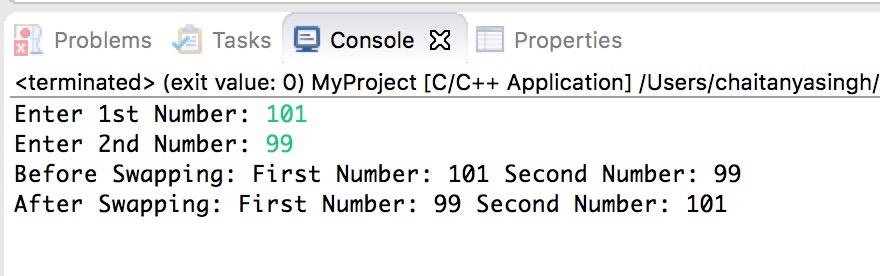 Problems Tasks Console Properties
<terminated> (exit value: 0) MyProject [C/C++ Application] /Users/chaitanyasingh/
Enter 1st Number: 101
Enter 2nd Number: 99
Before Swapping: First Number: 101 Second Number: 99
After Swapping: First Number: 99 Second Number: 101